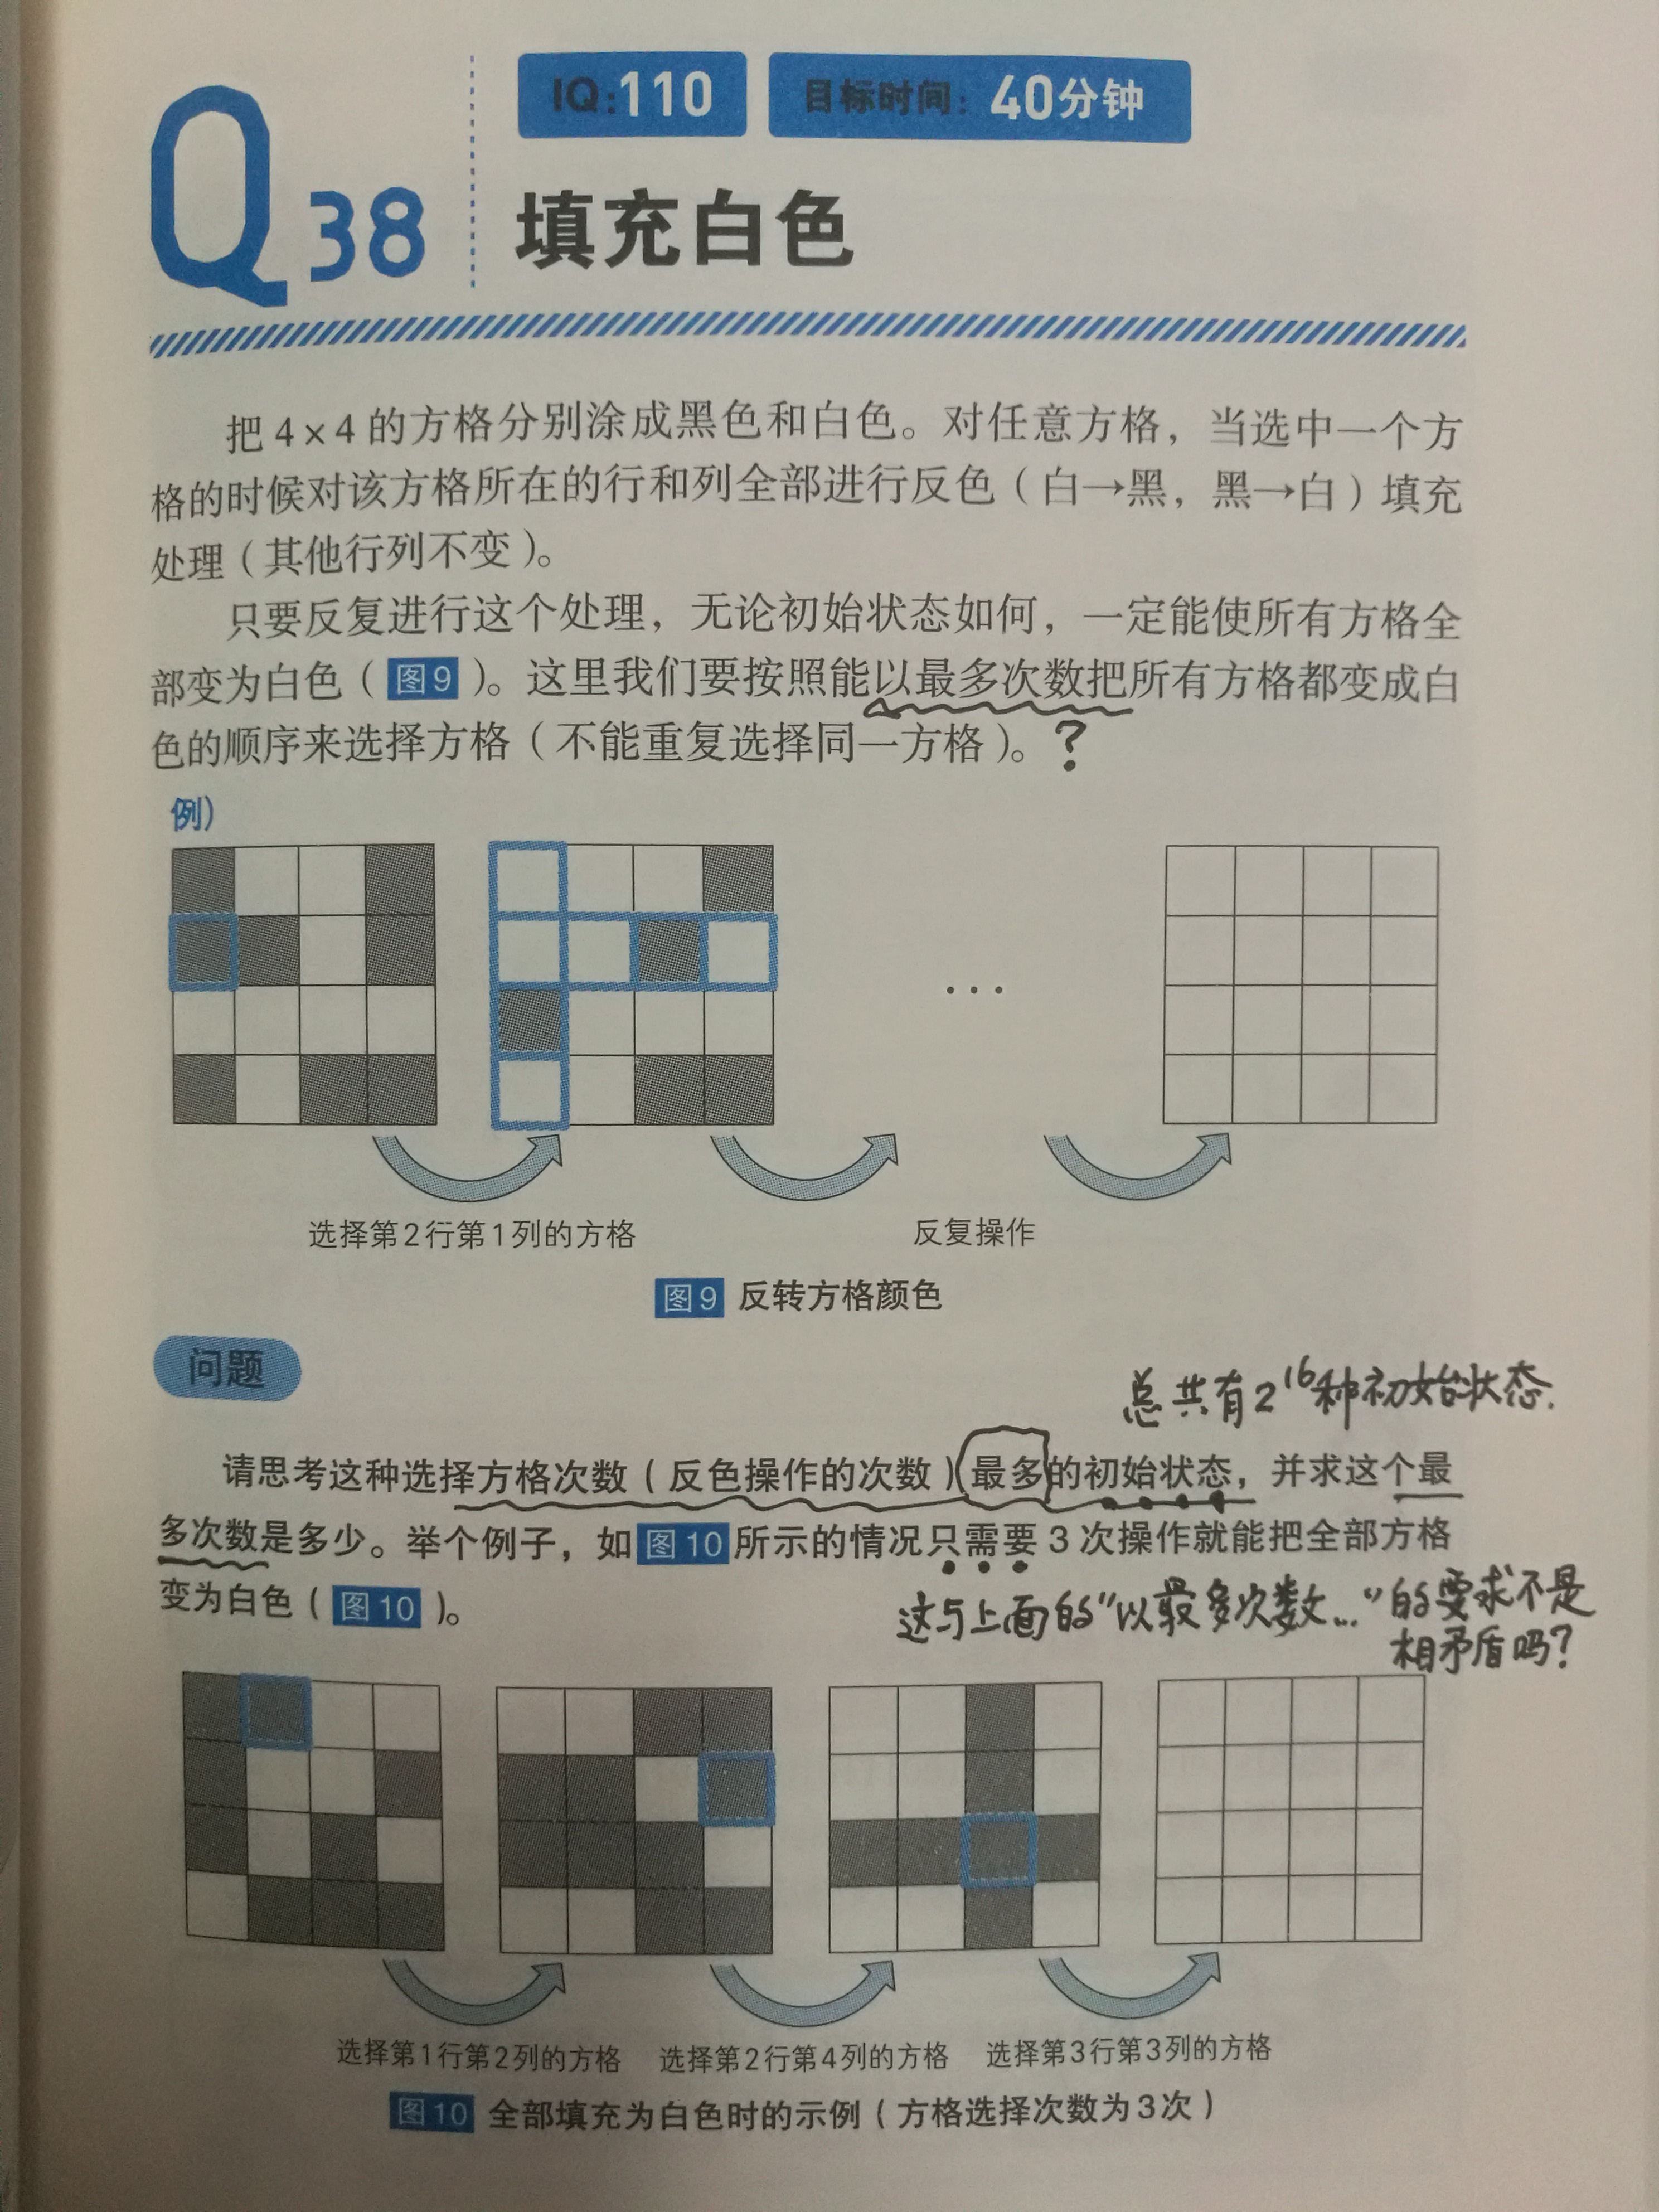 Q38
IQ:110
目标时间：40分钟
填充白色
把4×4的方格分别涂成黑色和白色。对任意方格，当选中一个方
格的时候对该方格所在的行和列全部进行反色（白→黑，黑→白）填充
处理（其他行列不变）。
只要反复进行这个处理，无论初始状态如何，一定能使所有方格全
部变为白色（图9）。这里我们要按照能以最多次数把所有方格都变成白
色的顺序来选择方格（不能重复选择同一方格）。?
例）
...
选择第2行第1列的方格
反复操作
图9 反转方格颜色
问题
总共有2^16种初始状态.
请思考这种选择方格次数（反色操作的次数）最多的初始状态，并求这个最
多次数是多少。举个例子，如图10所示的情况只需要3次操作就能把全部方格
变为白色（图10）。
这与上面的"以最多次数..."的要求不是
相矛盾吗?
选择第1行第2列的方格
选择第2行第4列的方格
选择第3行第3列的方格
图10 全部填充为白色时的示例（方格选择次数为3次）